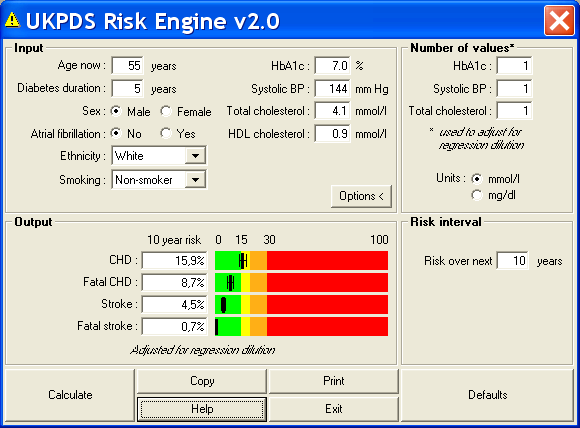 UKPDS Risk Engine v2.0
Input
Age now : 55 years
Diabetes duration : 5 years
Sex : Male Female
Atrial fibrillation : No Yes
Ethnicity : White
Smoking : Non-smoker
HbA1c : 7.0 %
Systolic BP : 144 mm Hg
Total cholesterol : 4.1 mmol/l
HDL cholesterol : 0.9 mmol/l
Options <
Number of values*
HbA1c : 1
Systolic BP : 1
Total cholesterol : 1
* used to adjust for
regression dilution
Units : mmol/l
mg/dl
Output
10 year risk 0 15 30 100
CHD : 15,9%
Fatal CHD : 8,7%
Stroke : 4,5%
Fatal stroke : 0,7%
Adjusted for regression dilution
Risk interval
Risk over next 10 years
Calculate
Copy
Print
Help
Exit
Defaults